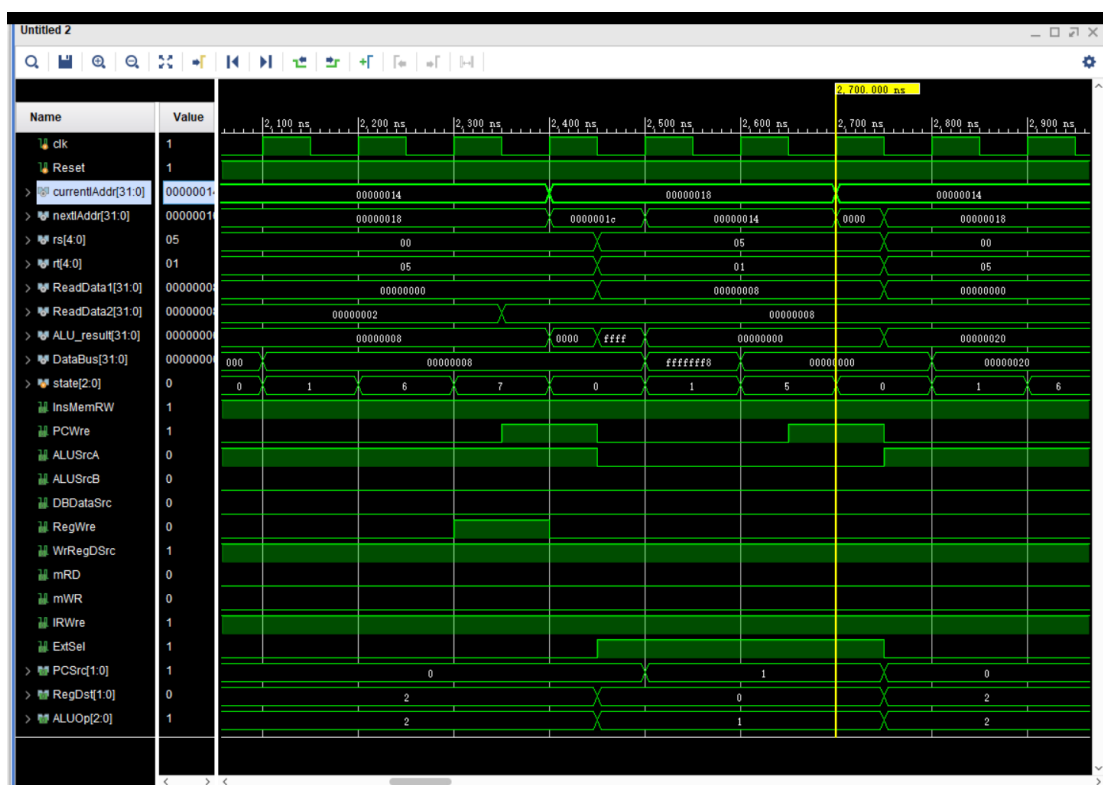 Untitled 2
2,700.000 ns
Name Value
2,100 ns 2,200 ns 2,300 ns 2,400 ns 2,500 ns 2,600 ns 2,700 ns 2,800 ns 2,900 ns
clk 1
Reset 1
currentIAddr[31:0] 0000001 00000014 00000018 00000014
nextIAddr[31:0] 0000001 00000018 0000001c 00000014 0000 00000018
rs[4:0] 05 00 05 00
rt[4:0] 01 05 01 05
ReadData1[31:0] 0000000 00000000 00000008 00000000
ReadData2[31:0] 0000000 00000002 00000008
ALU_result[31:0] 0000000 00000008 0000 ffff 00000000 00000020
DataBus[31:0] 0000000 000 00000008 fffffff8 00000000 00000020
state[2:0] 0 0 1 6 7 0 1 5 0 1 6
InsMemRW 1
PCWre 1
ALUSrcA 0
ALUSrcB 0
DBDataSrc 0
RegWre 0
WrRegDSrc 1
mRD 0
mWR 0
IRWre 1
ExtSel 1
PCSrc[1:0] 1 0 1 0
RegDst[1:0] 0 2 0 2
ALUOp[2:0] 1 2 1 2